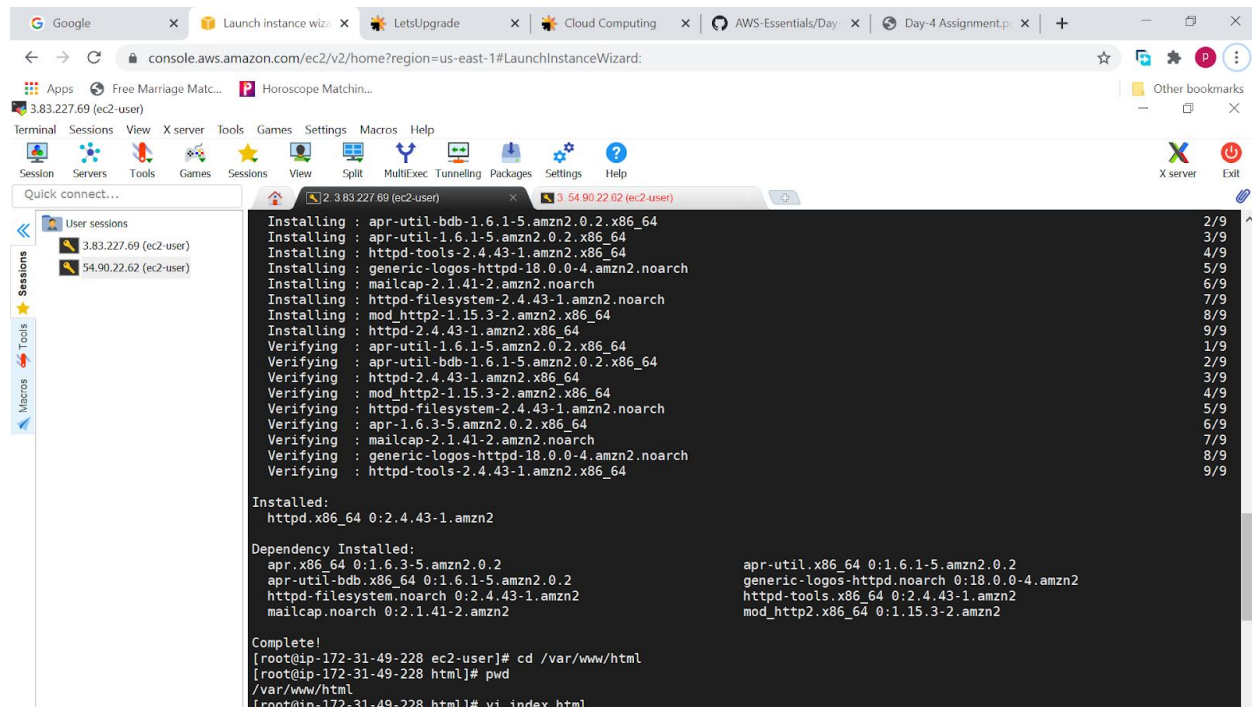 Google
Launch instance wiza
LetsUpgrade
Cloud Computing
AWS-Essentials/Day-
Day-4 Assignment.p
console.aws.amazon.com/ec2/v2/home?region=us-east-1#LaunchInstanceWizard:
P
Apps
Free Marriage Matc...
Horoscope Matchin...
Other bookmarks
3.83.227.69 (ec2-user)
Terminal Sessions View X server Tools Games Settings Macros Help
Session Servers Tools Games Sessions View Split MultiExec Tunneling Packages Settings Help X server Exit
Quick connect...
2. 3.83.227.69 (ec2-user)
3. 54.90.22.62 (ec2-user)
User sessions
3.83.227.69 (ec2-user)
54.90.22.62 (ec2-user)
Sessions
Tools
Macros
Installing : apr-util-bdb-1.6.1-5.amzn2.0.2.x86_64 2/9
Installing : apr-util-1.6.1-5.amzn2.0.2.x86_64 3/9
Installing : httpd-tools-2.4.43-1.amzn2.x86_64 4/9
Installing : generic-logos-httpd-18.0.0-4.amzn2.noarch 5/9
Installing : mailcap-2.1.41-2.amzn2.noarch 6/9
Installing : httpd-filesystem-2.4.43-1.amzn2.noarch 7/9
Installing : mod_http2-1.15.3-2.amzn2.x86_64 8/9
Installing : httpd-2.4.43-1.amzn2.x86_64 9/9
Verifying : apr-util-1.6.1-5.amzn2.0.2.x86_64 1/9
Verifying : apr-util-bdb-1.6.1-5.amzn2.0.2.x86_64 2/9
Verifying : httpd-2.4.43-1.amzn2.x86_64 3/9
Verifying : mod_http2-1.15.3-2.amzn2.x86_64 4/9
Verifying : httpd-filesystem-2.4.43-1.amzn2.noarch 5/9
Verifying : apr-1.6.3-5.amzn2.0.2.x86_64 6/9
Verifying : mailcap-2.1.41-2.amzn2.noarch 7/9
Verifying : generic-logos-httpd-18.0.0-4.amzn2.noarch 8/9
Verifying : httpd-tools-2.4.43-1.amzn2.x86_64 9/9
Installed:
httpd.x86_64 0:2.4.43-1.amzn2
Dependency Installed:
apr.x86_64 0:1.6.3-5.amzn2.0.2 apr-util.x86_64 0:1.6.1-5.amzn2.0.2
apr-util-bdb.x86_64 0:1.6.1-5.amzn2.0.2 generic-logos-httpd.noarch 0:18.0.0-4.amzn2
httpd-filesystem.noarch 0:2.4.43-1.amzn2 httpd-tools.x86_64 0:2.4.43-1.amzn2
mailcap.noarch 0:2.1.41-2.amzn2 mod_http2.x86_64 0:1.15.3-2.amzn2
Complete!
[root@ip-172-31-49-228 ec2-user]# cd /var/www/html
[root@ip-172-31-49-228 html]# pwd
/var/www/html
[root@ip-172-31-49-228 html]# vi index.html